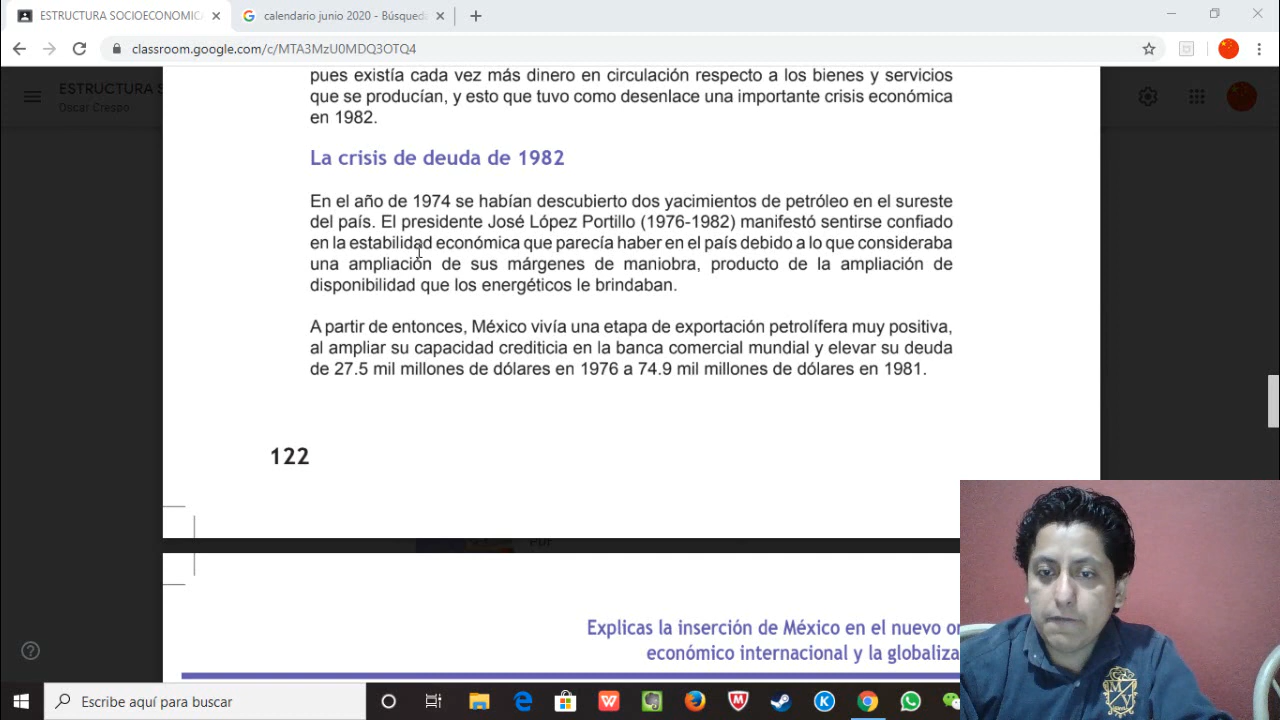 ESTRUCTURA SOCIOECONOMIC
calendario junio 2020 - Búsqued
classroom.google.com/c/MTA3MzU0MDQ3OTQ4
ESTRUCTURA S
Oscar Crespo
pues existía cada vez más dinero en circulación respecto a los bienes y servicios
que se producían, y esto que tuvo como desenlace una importante crisis económica
en 1982.
La crisis de deuda de 1982
En el año de 1974 se habían descubierto dos yacimientos de petróleo en el sureste
del país. El presidente José López Portillo (1976-1982) manifestó sentirse confiado
en la estabilidad económica que parecía haber en el país debido a lo que consideraba
una ampliación de sus márgenes de maniobra, producto de la ampliación de
disponibilidad que los energéticos le brindaban.
A partir de entonces, México vivía una etapa de exportación petrolífera muy positiva,
al ampliar su capacidad crediticia en la banca comercial mundial y elevar su deuda
de 27.5 mil millones de dólares en 1976 a 74.9 mil millones de dólares en 1981.
122
PDF
Explicas la inserción de México en el nuevo o
económico internacional y la globaliza
Escribe aquí para buscar